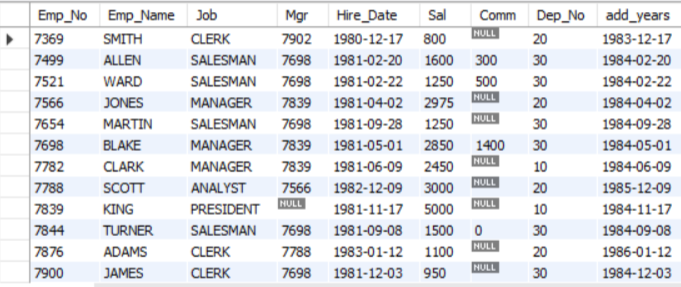 Emp_No Emp_Name Job Mgr Hire_Date Sal Comm Dep_No add_years
7369 SMITH CLERK 7902 1980-12-17 800 NULL 20 1983-12-17
7499 ALLEN SALESMAN 7698 1981-02-20 1600 300 30 1984-02-20
7521 WARD SALESMAN 7698 1981-02-22 1250 500 30 1984-02-22
7566 JONES MANAGER 7839 1981-04-02 2975 NULL 20 1984-04-02
7654 MARTIN SALESMAN 7698 1981-09-28 1250 NULL 30 1984-09-28
7698 BLAKE MANAGER 7839 1981-05-01 2850 1400 30 1984-05-01
7782 CLARK MANAGER 7839 1981-06-09 2450 NULL 10 1984-06-09
7788 SCOTT ANALYST 7566 1982-12-09 3000 NULL 20 1985-12-09
7839 KING PRESIDENT NULL 1981-11-17 5000 NULL 10 1984-11-17
7844 TURNER SALESMAN 7698 1981-09-08 1500 0 30 1984-09-08
7876 ADAMS CLERK 7788 1983-01-12 1100 NULL 20 1986-01-12
7900 JAMES CLERK 7698 1981-12-03 950 NULL 30 1984-12-03